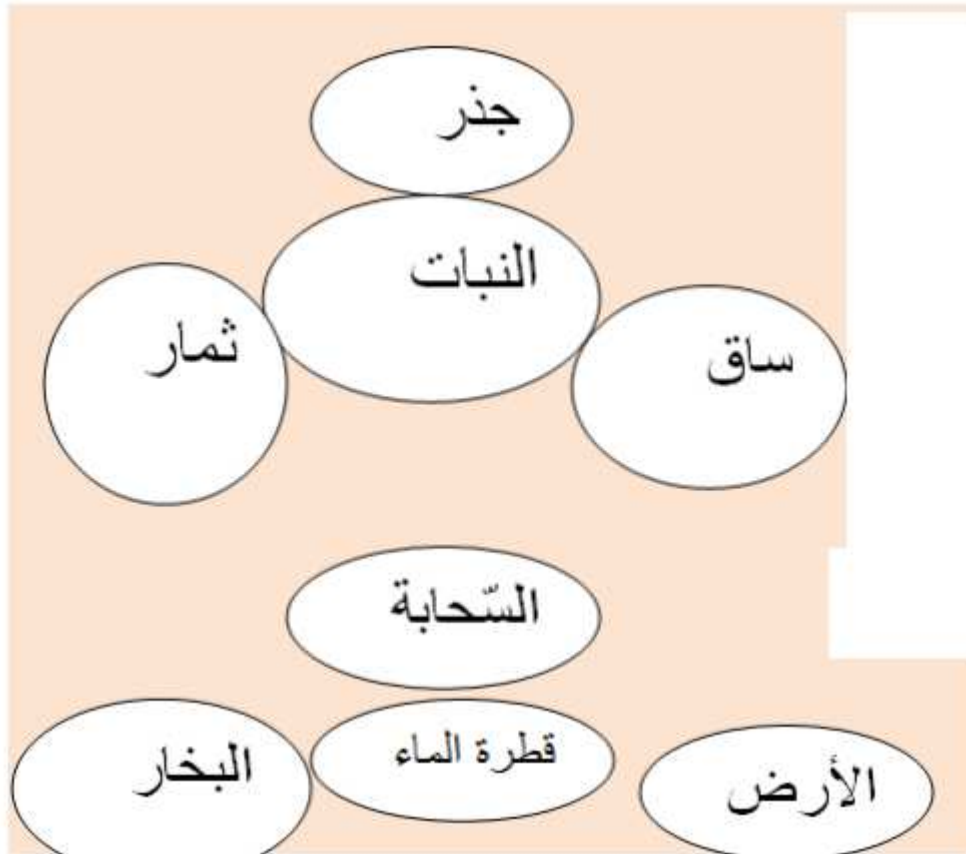 جذر
النبات
ساق
ثمار
السّحابة
قطرة الماء
الأرض
البخار